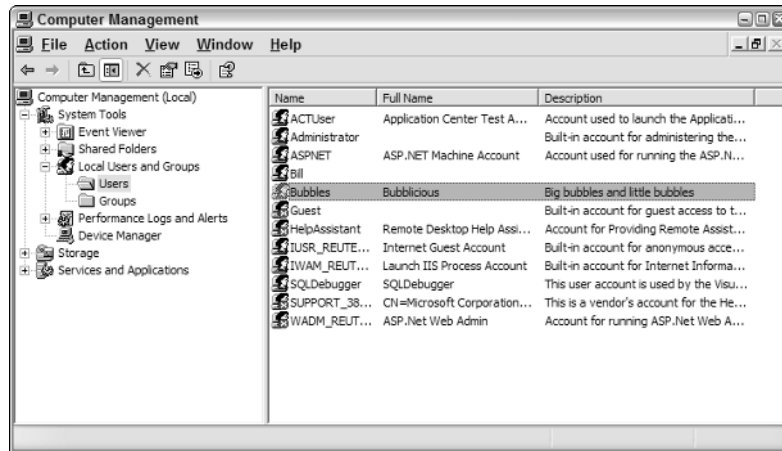 Computer Management
File Action View Window Help
Computer Management (Local)
System Tools
Event Viewer
Shared Folders
Local Users and Groups
Users
Groups
Performance Logs and Alerts
Device Manager
Storage
Services and Applications
Name Full Name Description
ACTUser Application Center Test A... Account used to launch the Applicati...
Administrator Built-in account for administering the...
ASPNET ASP.NET Machine Account Account used for running the ASP.N...
Bill
Bubbles Bubblicious Big bubbles and little bubbles
Guest Built-in account for guest access to t...
HelpAssistant Remote Desktop Help Assi... Account for Providing Remote Assist...
IUSR_REUTE... Internet Guest Account Built-in account for anonymous acce...
IWAM_REUT... Launch IIS Process Account Built-in account for Internet Informa...
SQLDebugger SQLDebugger This user account is used by the Visu...
SUPPORT_38... CN=Microsoft Corporation... This is a vendor's account for the He...
WADM_REUT... ASP.Net Web Admin Account for running ASP.Net Web A...